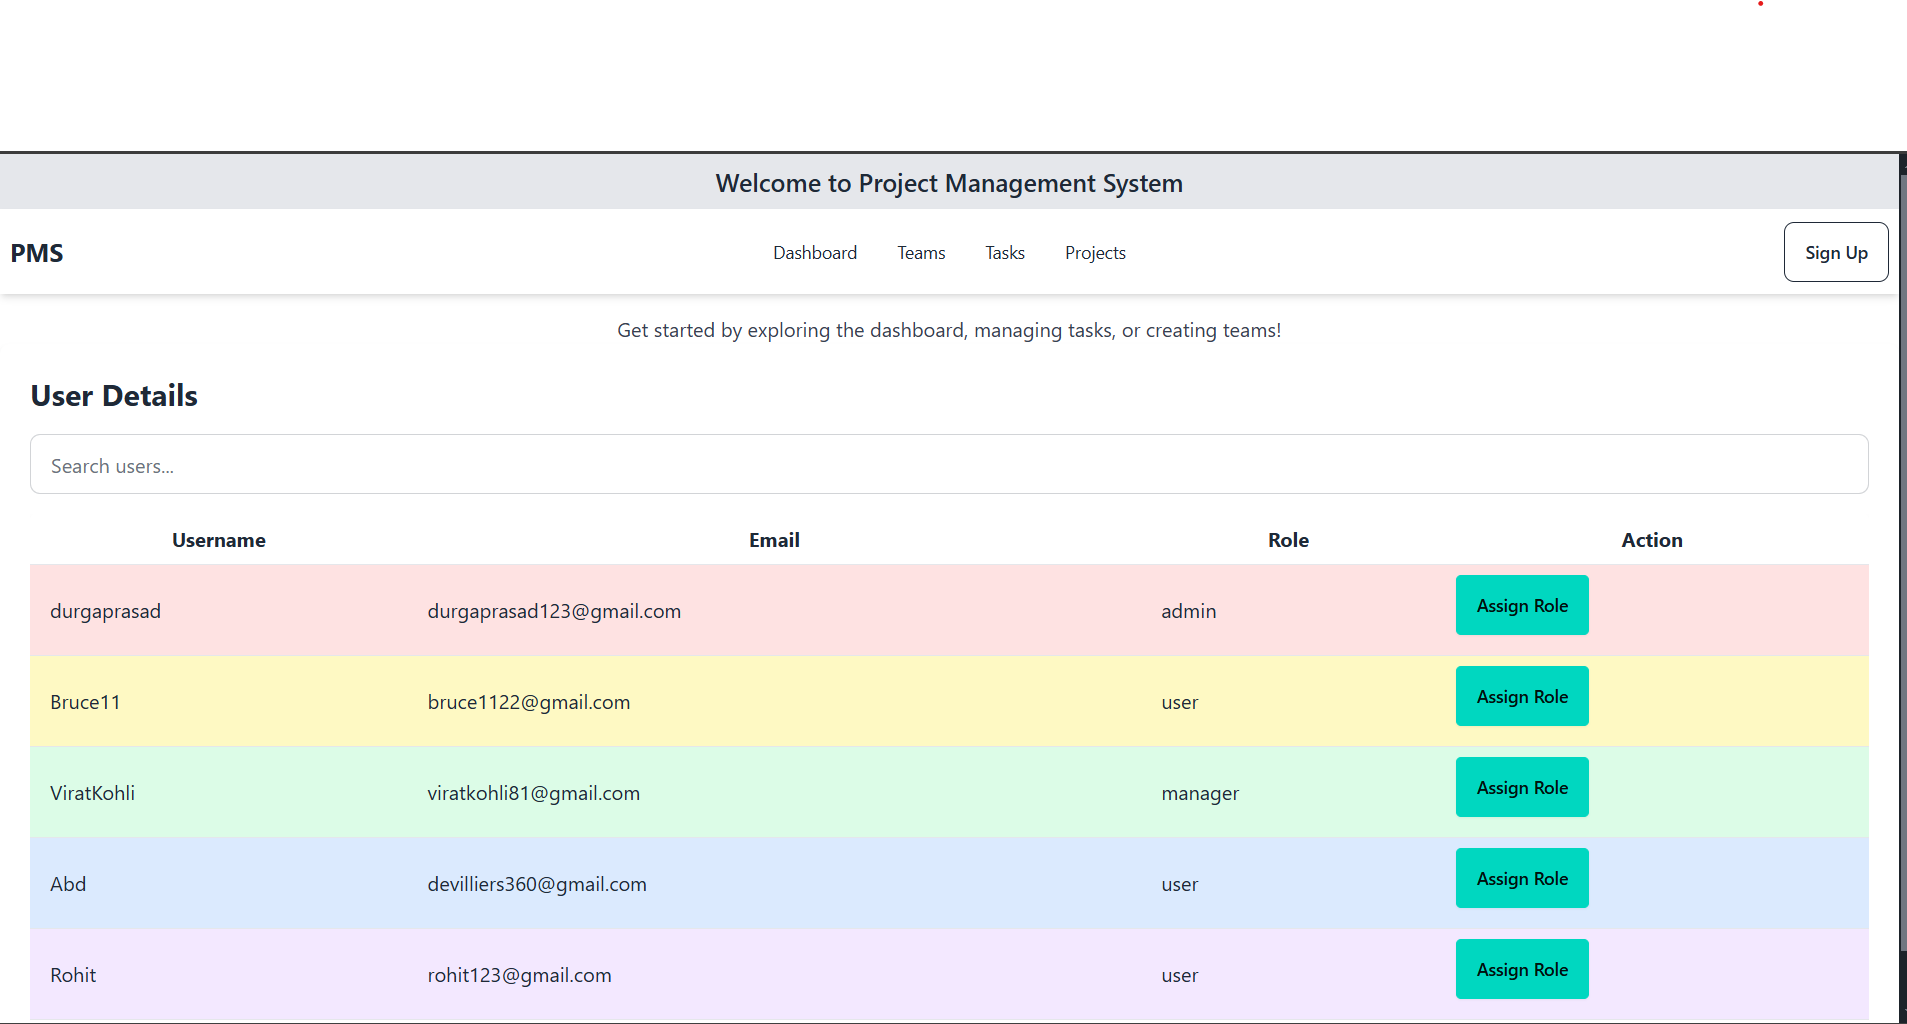 Welcome to Project Management System
PMS Dashboard Teams Tasks Projects Sign Up
Get started by exploring the dashboard, managing tasks, or creating teams!
User Details
Search users...
Username Email Role Action
durgaprasad durgaprasad123@gmail.com admin Assign Role
Bruce11 bruce1122@gmail.com user Assign Role
ViratKohli viratkohli81@gmail.com manager Assign Role
Abd devilliers360@gmail.com user Assign Role
Rohit rohit123@gmail.com user Assign Role